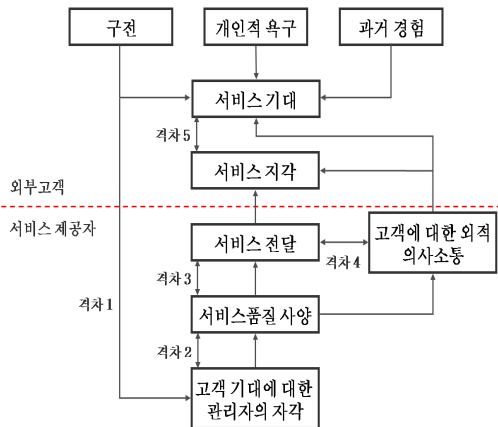 구전
개인적 욕구
과거 경험
서비스 기대
격차 5
서비스 지각
외부고객
서비스 제공자
서비스 전달
고객에 대한 외적
의사소통
격차 4
격차 3
격차 1
서비스품질 사양
격차 2
고객 기대에 대한
관리자의 자각